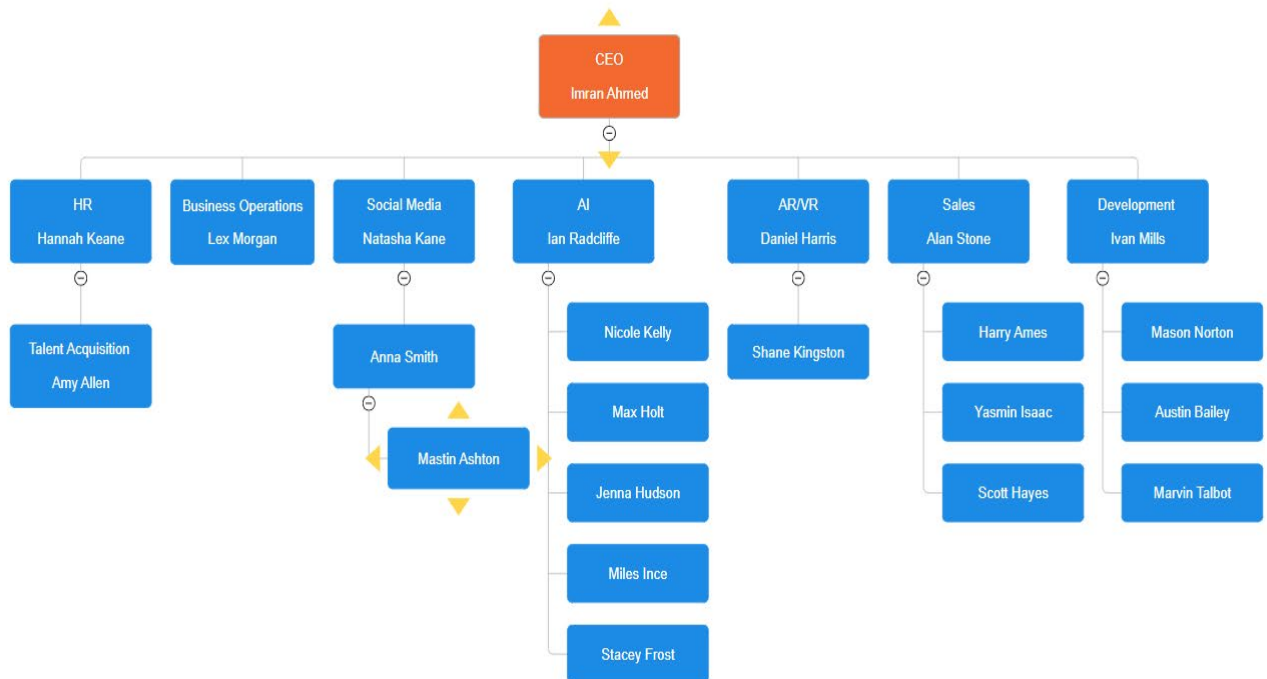 CEO
Imran Ahmed
HR
Hannah Keane
Business Operations
Lex Morgan
Social Media
Natasha Kane
AI
Ian Radcliffe
AR/VR
Daniel Harris
Sales
Alan Stone
Development
Ivan Mills
Talent Acquisition
Amy Allen
Anna Smith
Mastin Ashton
Nicole Kelly
Max Holt
Jenna Hudson
Miles Ince
Stacey Frost
Shane Kingston
Harry Ames
Yasmin Isaac
Scott Hayes
Mason Norton
Austin Bailey
Marvin Talbot